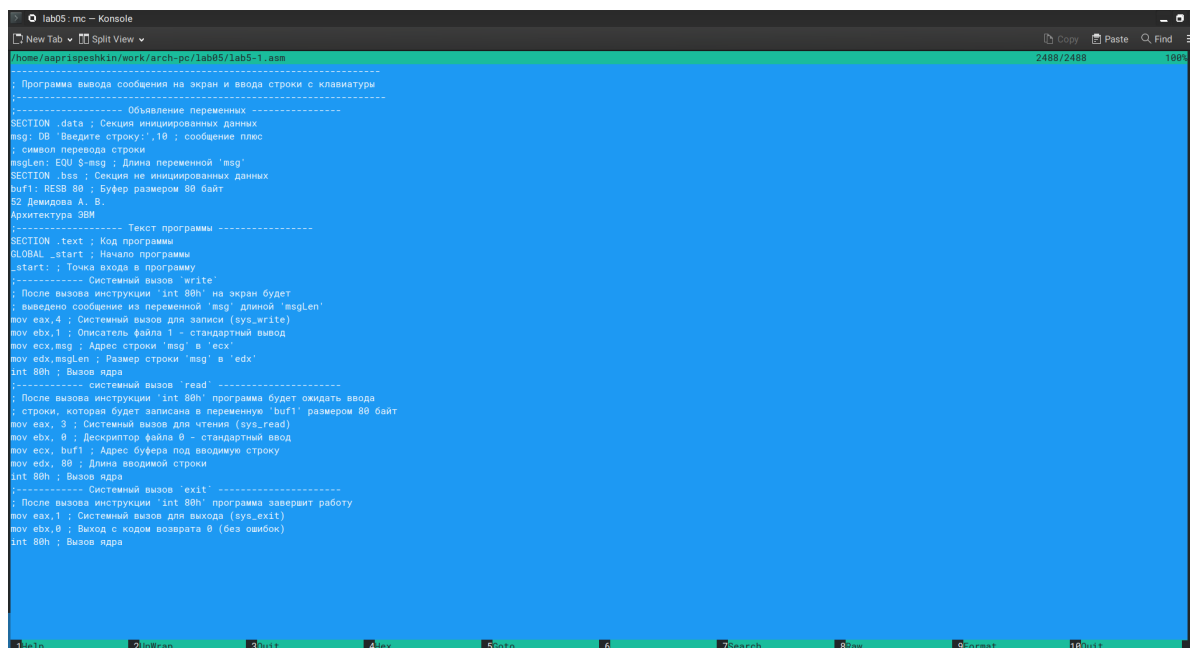 lab05 : mc — Konsole
New Tab Split View Copy Paste Find
/home/aaprispeshkin/work/arch-pc/lab05/lab5-1.asm 2488/2488 100%
;-----------------------------------------------------------------
; Программа вывода сообщения на экран и ввода строки с клавиатуры
;------------------------------------------------------------------
;------------------- Объявление переменных ----------------
SECTION .data ; Секция инициированных данных
msg: DB 'Введите строку:',10 ; сообщение плюс
; символ перевода строки
msgLen: EQU $-msg ; Длина переменной 'msg'
SECTION .bss ; Секция не инициированных данных
buf1: RESB 80 ; Буфер размером 80 байт
52 Демидова А. В.
Архитектура ЭВМ
;------------------- Текст программы -----------------
SECTION .text ; Код программы
GLOBAL _start ; Начало программы
_start: ; Точка входа в программу
;------------ Системный вызов `write`
; После вызова инструкции 'int 80h' на экран будет
; выведено сообщение из переменной 'msg' длиной 'msgLen'
mov eax,4 ; Системный вызов для записи (sys_write)
mov ebx,1 ; Описатель файла 1 - стандартный вывод
mov ecx,msg ; Адрес строки 'msg' в 'ecx'
mov edx,msgLen ; Размер строки 'msg' в 'edx'
int 80h ; Вызов ядра
;------------ системный вызов `read` ----------------------
; После вызова инструкции 'int 80h' программа будет ожидать ввода
; строки, которая будет записана в переменную 'buf1' размером 80 байт
mov eax, 3 ; Системный вызов для чтения (sys_read)
mov ebx, 0 ; Дескриптор файла 0 - стандартный ввод
mov ecx, buf1 ; Адрес буфера под вводимую строку
mov edx, 80 ; Длина вводимой строки
int 80h ; Вызов ядра
;------------ Системный вызов `exit` ----------------------
; После вызова инструкции 'int 80h' программа завершит работу
mov eax,1 ; Системный вызов для выхода (sys_exit)
mov ebx,0 ; Выход с кодом возврата 0 (без ошибок)
int 80h ; Вызов ядра
1Help 2UnWrap 3Quit 4Hex 5Goto 6 7Search 8Raw 9Format 10Quit